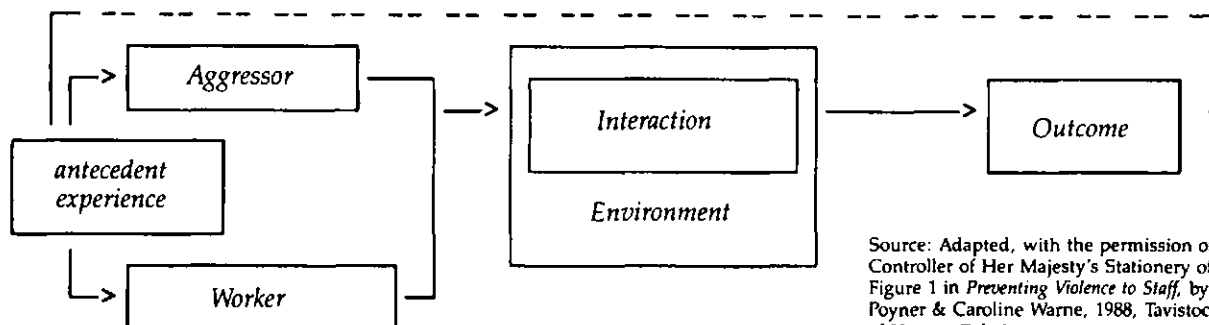 Aggressor
antecedent
experience
Worker
Interaction
Environment
Outcome
Source: Adapted, with the permission o
Controller of Her Majesty's Stationery of
Figure 1 in Preventing Violence to Staff, by
Poyner & Caroline Warne, 1988, Tavistoc